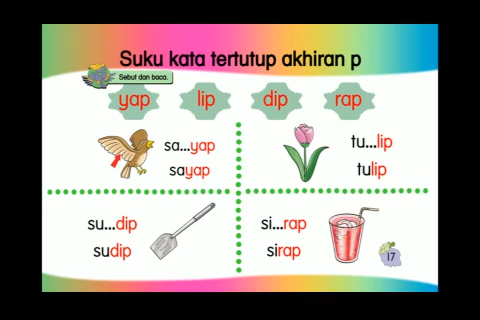 Suku kata tertutup akhiran p
Sebut dan baca.
yap lip dip rap
sa...yap
sayap
tu...lip
tulip
su...dip
sudip
si...rap
sirap
17